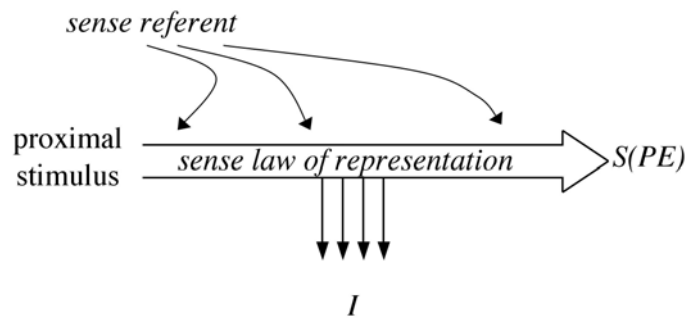 sense referent
proximal
stimulus
sense law of representation
S(PE)
I